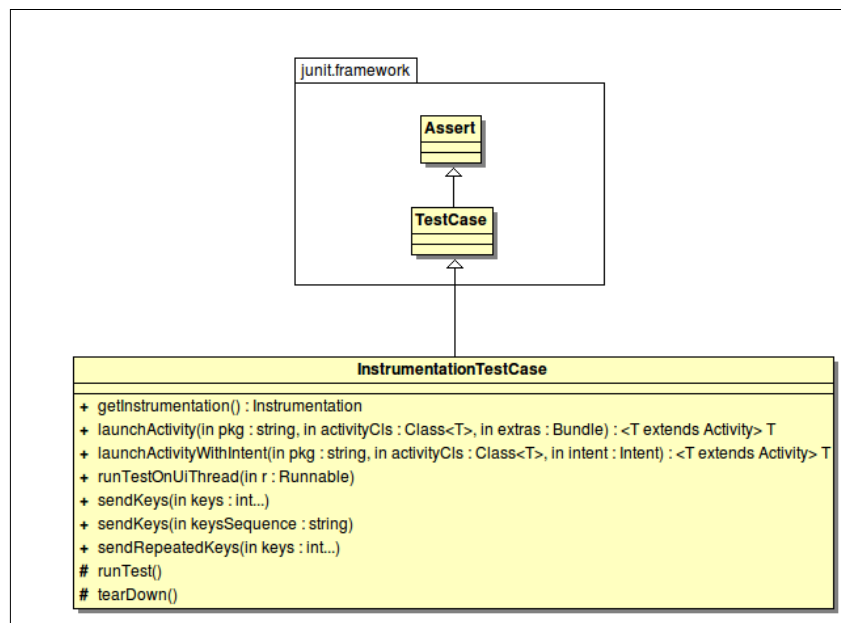 junit.framework
Assert
TestCase
InstrumentationTestCase
+ getInstrumentation() : Instrumentation
+ launchActivity(in pkg : string, in activityCls : Class<T>, in extras : Bundle) : <T extends Activity> T
+ launchActivityWithIntent(in pkg : string, in activityCls : Class<T>, in intent : Intent) : <T extends Activity> T
+ runTestOnUiThread(in r : Runnable)
+ sendKeys(in keys : int...)
+ sendKeys(in keysSequence : string)
+ sendRepeatedKeys(in keys : int...)
# runTest()
# tearDown()